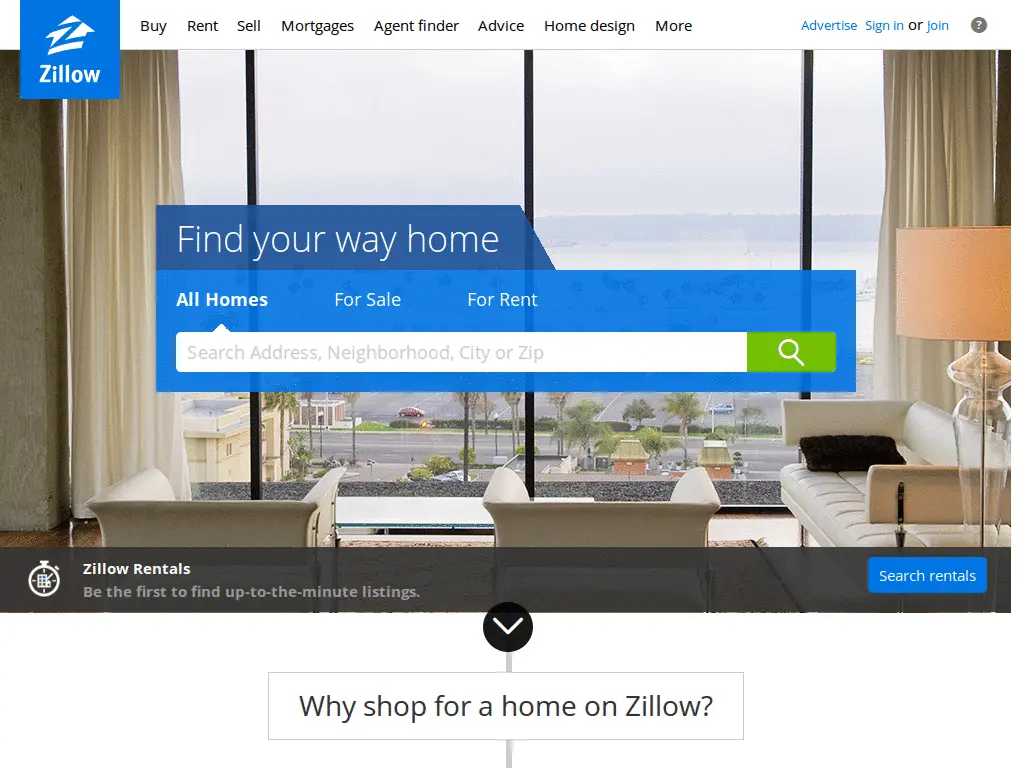 Buy Rent Sell Mortgages Agent finder Advice Home design More Advertise Sign in or Join ?
Zillow
Find your way home
All Homes For Sale For Rent
Search Address, Neighborhood, City or Zip
Zillow Rentals
Be the first to find up-to-the-minute listings.
Search rentals
Why shop for a home on Zillow?